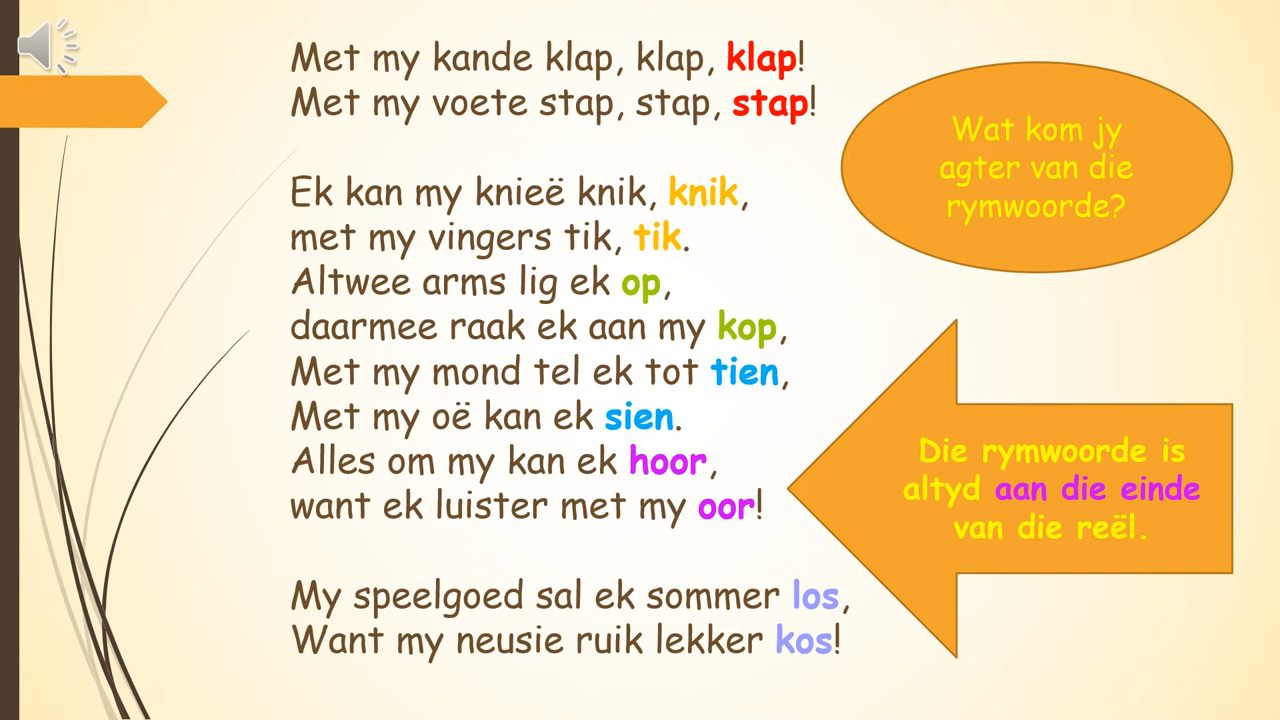 Met my kande klap, klap, klap!
Met my voete stap, stap, stap!
Ek kan my knieë knik, knik,
met my vingers tik, tik.
Altwee arms lig ek op,
daarmee raak ek aan my kop,
Met my mond tel ek tot tien,
Met my oë kan ek sien.
Alles om my kan ek hoor,
want ek luister met my oor!
My speelgoed sal ek sommer los,
Want my neusie ruik lekker kos!
Wat kom jy
agter van die
rymwoorde?
Die rymwoorde is
altyd aan die einde
van die reël.